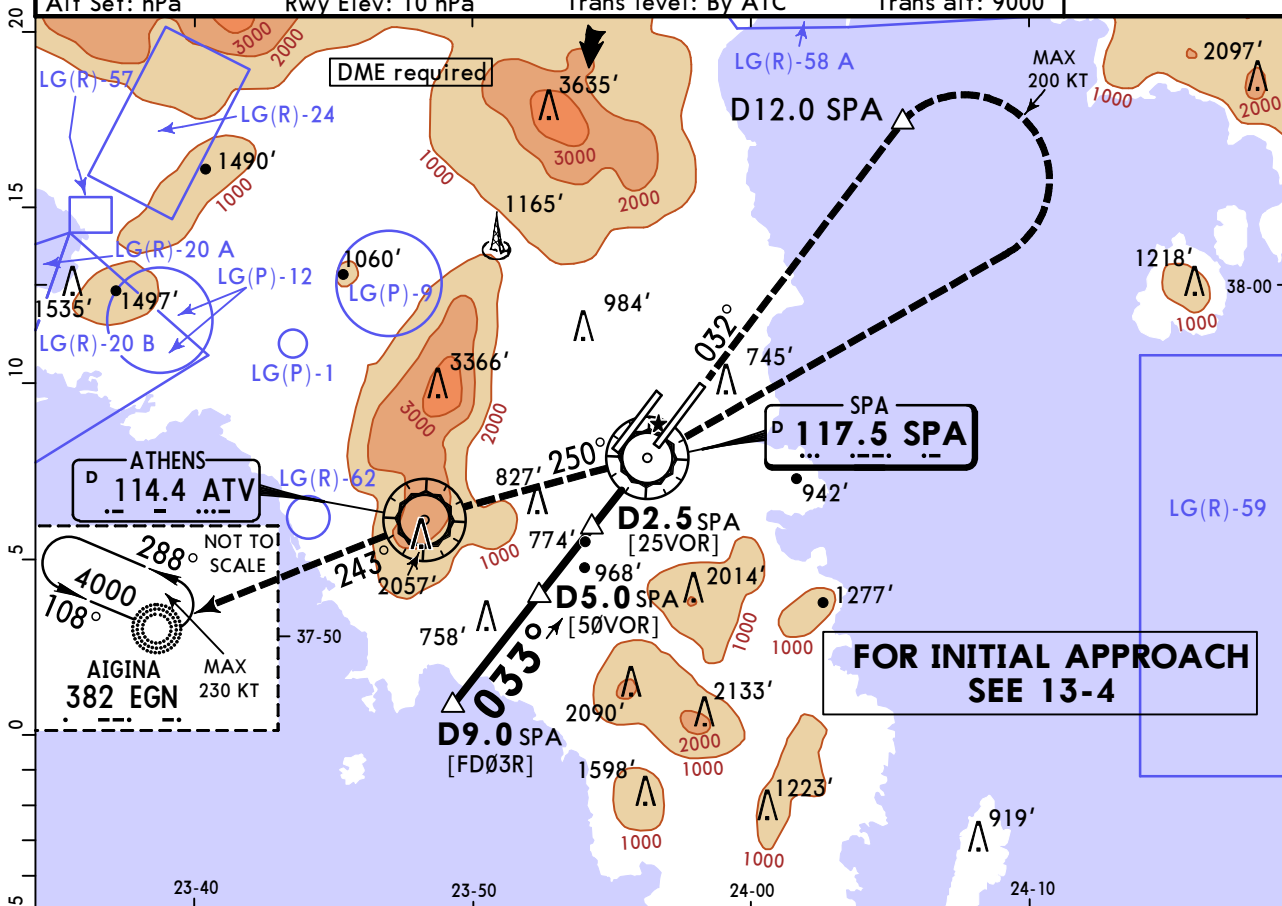 Alt Set: hPa Rwy Elev: 10 hPa Trans level: By ATC Trans alt: 9000
20
3000
2000
LG(R)-57
DME required
3635'
LG(R)-58 A
MAX
200 KT
2097'
1000
2000
LG(R)-24
D12.0 SPA
1490'
1000
1000
3000
2000
15
1165'
LG(R)-20 A
LG(P)-12
1060'
LG(P)-9
1218'
38-00
1535'
1497'
984'
1000
LG(R)-20 B
LG(P)-1
032°
745'
10
3366'
3000
2000
SPA
D 117.5 SPA
250°
ATHENS
D 114.4 ATV
LG(R)-62
827'
942'
LG(R)-59
D2.5 SPA
[25VOR]
774'
NOT TO
SCALE
288°
4000
108°
243°
2057'
1000
5
968'
2014'
1000
D5.0 SPA
[5ØVOR]
1277'
1000
758'
37-50
033°
AIGINA
382 EGN
MAX
230 KT
FOR INITIAL APPROACH
SEE 13-4
2090'
2133'
2000
1000
0
D9.0 SPA
[FDØ3R]
1598'
1000
1223'
1000
919'
5
23-40
23-50
24-00
24-10